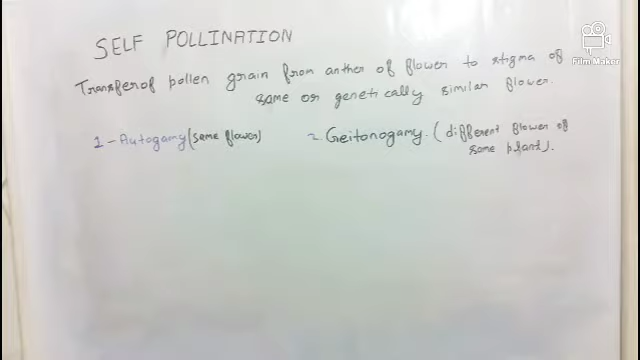 SELF POLLINATION
Transfer of pollen grain from anther of flower to stigma of
same or genetically similar flower.
1 - Autogamy (same flower) 2 Geitonogamy. (different flower of
same plant).
Film Maker